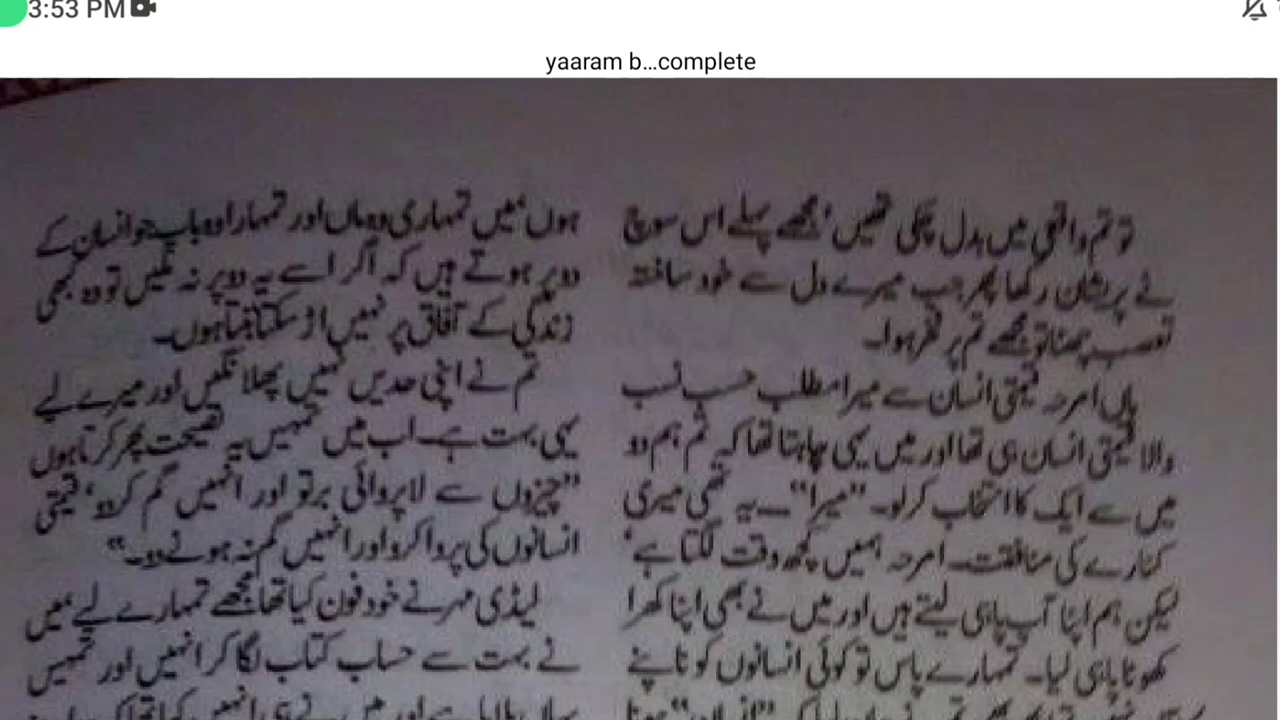 3:53 PM
yaaram b...complete
تو تم واقعی میں بدل چکی تھیں، مجھے پہلے اس سوچ
نے پریشان رکھا پھر جب میرے دل سے خود ساختہ
تعصب چھٹا تو مجھے تم پر فخر ہوا۔
ہاں امرحہ قیمتی انسان سے میرا مطلب حسب نسب
والا قیمتی انسان ہی تھا اور میں یہی چاہتا تھا کہ تم ہم دو
میں سے ایک کا انتخاب کرلو۔ "میرا"۔ یہ تھی میری
کنارے کی منافقت۔ امرحہ ہمیں کچھ وقت لگتا ہے،
لیکن ہم اپنا آپ پا ہی لیتے ہیں اور میں نے بھی اپنا کھرا
کھوٹا پا ہی لیا۔ تمہارے پاس تو کوئی انسانوں کو ناپنے
ہوں، میں تمہاری وہ ماں اور تمہارا وہ باپ جو انسان کے
دو پر ہوتے ہیں کہ اگر اسے یہ دو پر نہ لگیں تو وہ کبھی
زندگی کے آفاق پر نہیں اڑ سکتا بنتا ہوں۔
تم نے اپنی حدیں نہیں پھلانگیں اور میرے لیے
یہی بہت ہے۔ اب میں تمہیں یہ نصیحت پھر کرتا ہوں
"چیزوں سے لاپروائی برتو اور انہیں گم کردو، قیمتی
انسانوں کی پروا کرو اور انہیں گم نہ ہونے دو۔"
لیڈی مہر نے خود فون کیا تھا مجھے تمہارے لیے، میں
نے بہت سے حساب کتاب لگا کر انہیں اور تمہیس